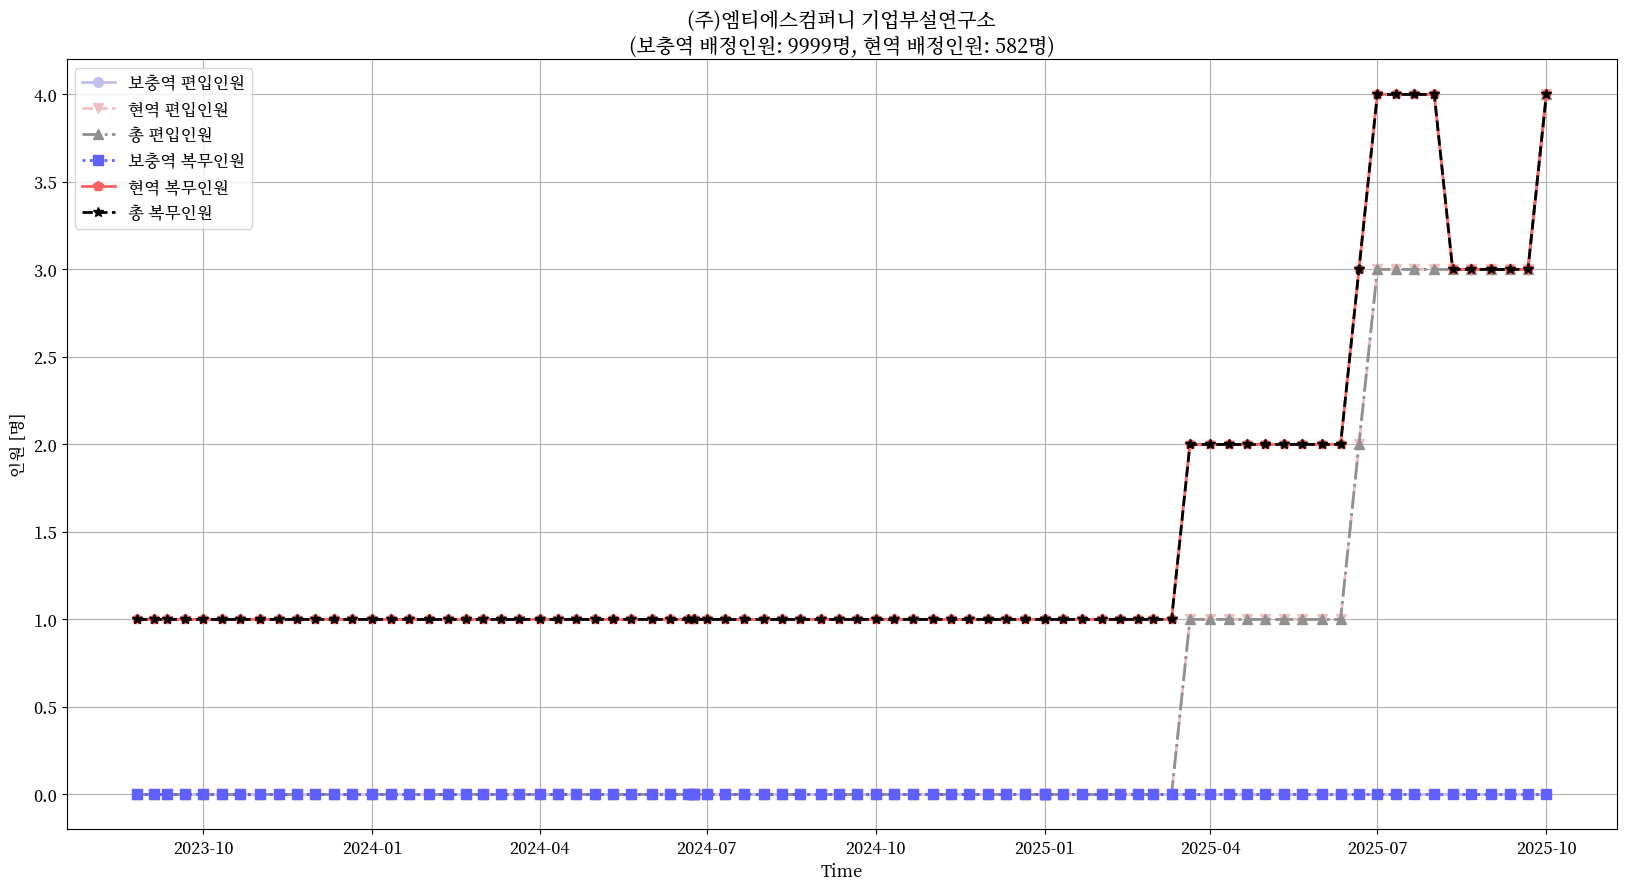 (주)엠티에스컴퍼니 기업부설연구소
(보충역 배정인원: 9999명, 현역 배정인원: 582명)
보충역 편입인원
현역 편입인원
총 편입인원
보충역 복무인원
현역 복무인원
총 복무인원
4.0
3.5
3.0
2.5
2.0
1.5
1.0
0.5
0.0
인원 [명]
2023-10
2024-01
2024-04
2024-07
2024-10
2025-01
2025-04
2025-07
2025-10
Time